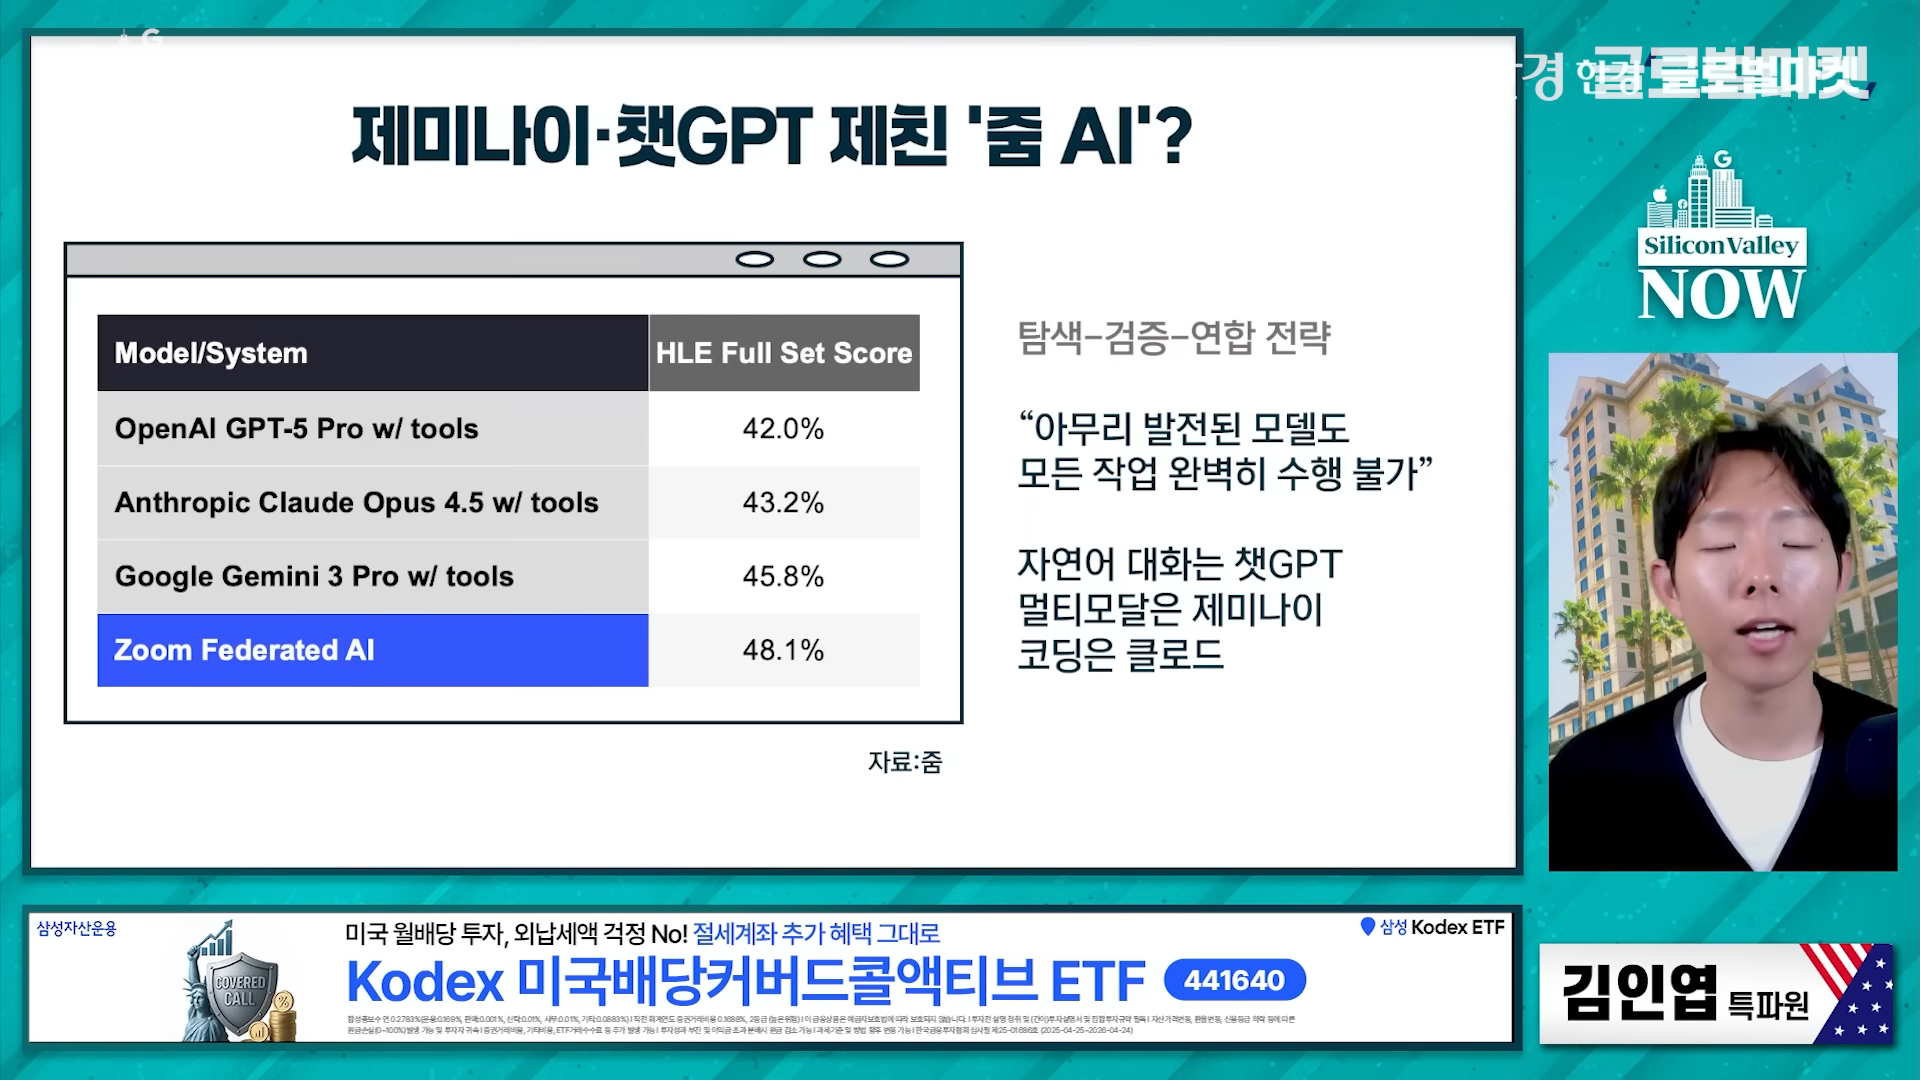 한경 글로벌마켓
제미나이·챗GPT 제친 '줌 AI'?
SiliconValley
NOW
Model/System HLE Full Set Score
OpenAI GPT-5 Pro w/ tools 42.0%
Anthropic Claude Opus 4.5 w/ tools 43.2%
Google Gemini 3 Pro w/ tools 45.8%
Zoom Federated AI 48.1%
자료:줌
탐색-검증-연합 전략
“아무리 발전된 모델도
모든 작업 완벽히 수행 불가”
자연어 대화는 챗GPT
멀티모달은 제미나이
코딩은 클로드
삼성자산운용
COVERED
CALL
미국 월배당 투자, 외납세액 걱정 No! 절세계좌 추가 혜택 그대로
Kodex 미국배당커버드콜액티브 ETF 441640
삼성 Kodex ETF
김인엽 특파원